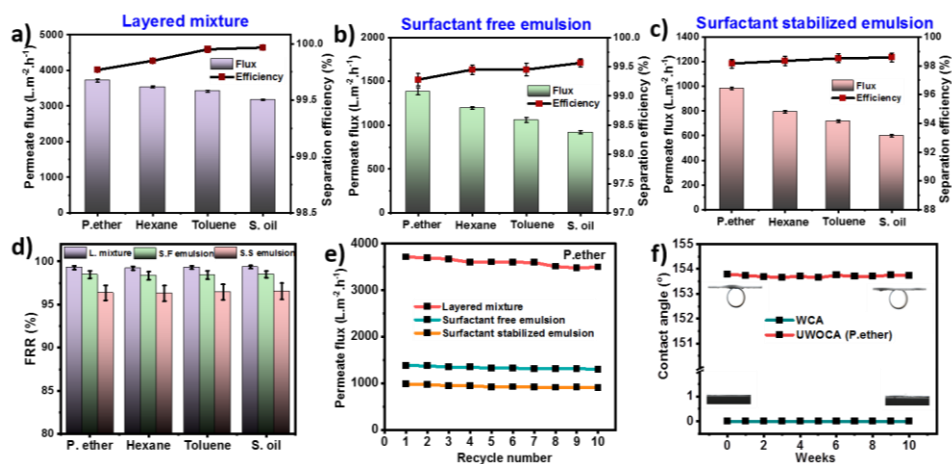 Layered mixture
a)
Permeate flux (L.m-2.h-1)
5000
4000
3000
2000
1000
0
Flux
Efficiency
100.0
99.5
99.0
98.5
Separation efficiency (%)
P.ether Hexane Toluene S. oil
Surfactant free emulsion
b)
Permeate flux (L.m-2.h-1)
2000
1500
1000
500
0
Flux
Efficiency
100.0
99.5
99.0
98.5
98.0
97.5
97.0
Separation efficiency (%)
P.ether Hexane Toluene S. oil
Surfactant stabilized emulsion
c)
Permeate flux (L.m-2.h-1)
1200
1000
800
600
400
200
0
Flux
Efficiency
100
98
96
94
92
90
88
Separation efficiency (%)
P.ether Hexane Toluene S. oil
d)
FRR (%)
100
95
90
85
80
L. mixture S.F emulsion S.S emulsion
P. ether Hexane Toluene S. oil
e)
P.ether
Permeate flux (L.m-2.h-1)
4000
3000
2000
1000
0
Layered mixture
Surfactant free emulsion
Surfactant stabilized emulsion
0 1 2 3 4 5 6 7 8 9 10
Recycle number
f)
Contact angle (°)
155
154
153
152
151
1
0
WCA
UWOCA (P.ether)
0 2 4 6 8 10
Weeks